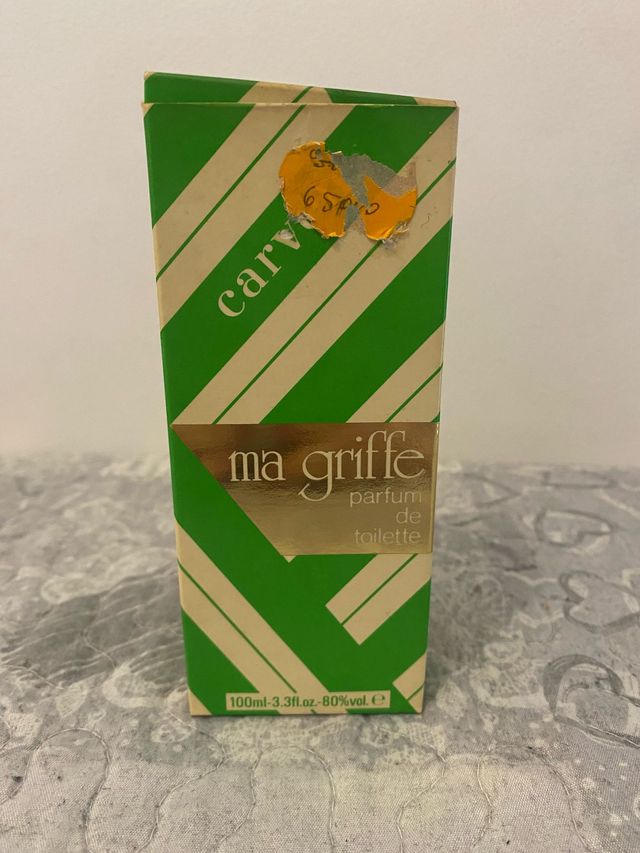 carv
ma griffe
parfum
de
toilette
100ml-3.3fl.oz.-80%vol. ℮